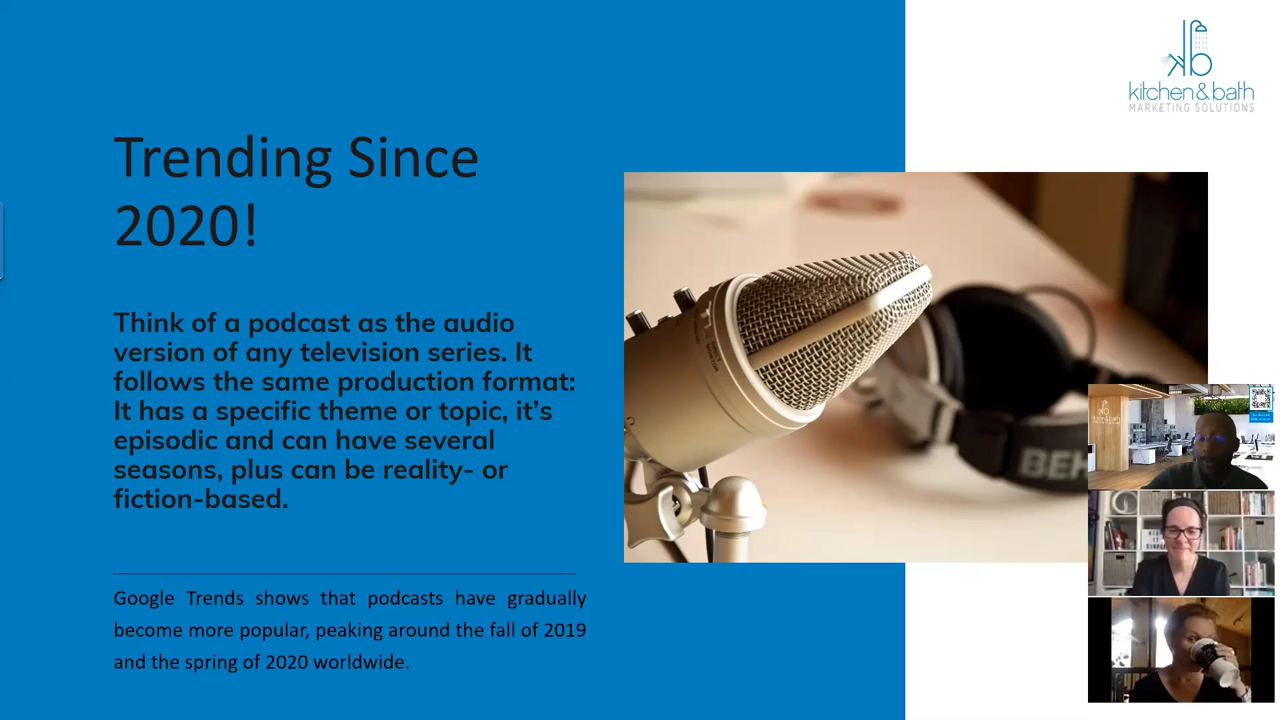 kitchen & bath
MARKETING SOLUTIONS
Trending Since
2020!
Think of a podcast as the audio
version of any television series. It
follows the same production format:
It has a specific theme or topic, it’s
episodic and can have several
seasons, plus can be reality- or
fiction-based.
Google Trends shows that podcasts have gradually
become more popular, peaking around the fall of 2019
and the spring of 2020 worldwide.
BEH
kitchen & bath